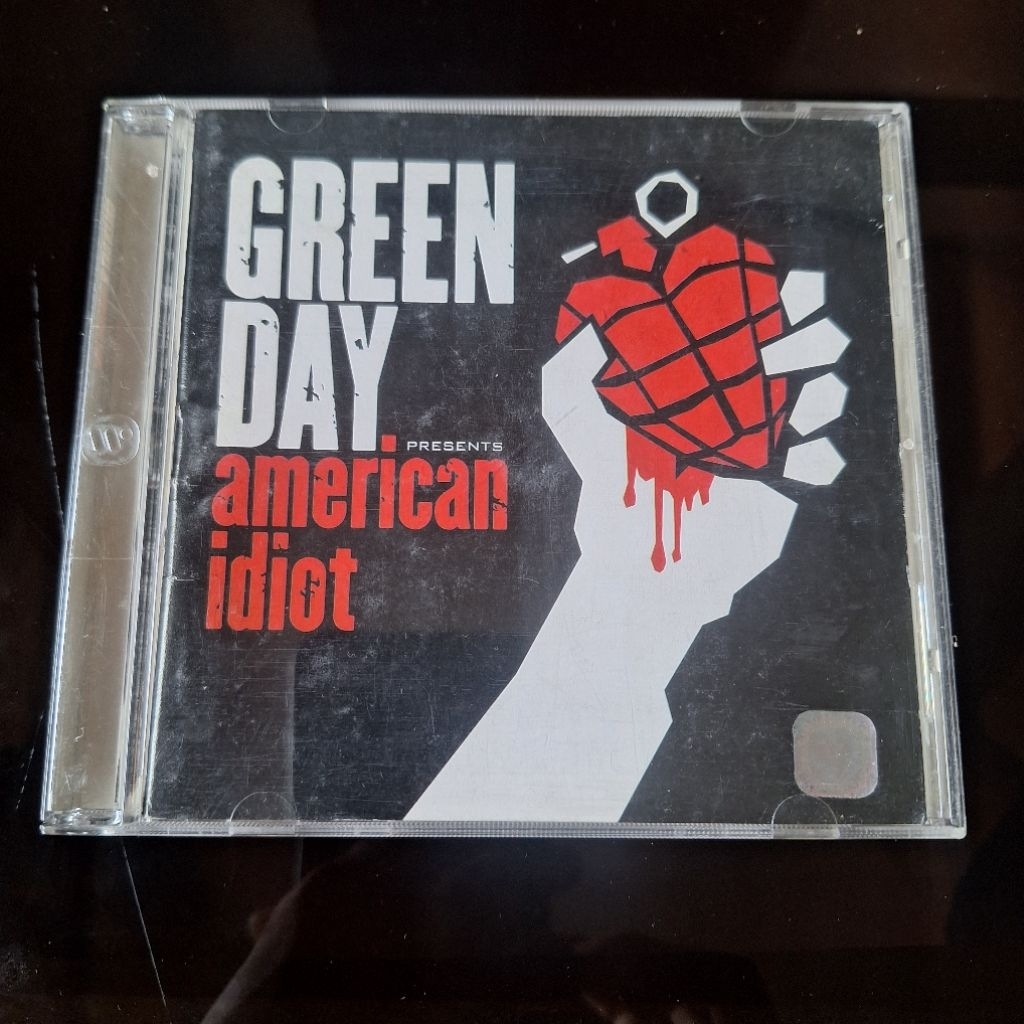 GREEN
DAY
PRESENTS
american
idiot